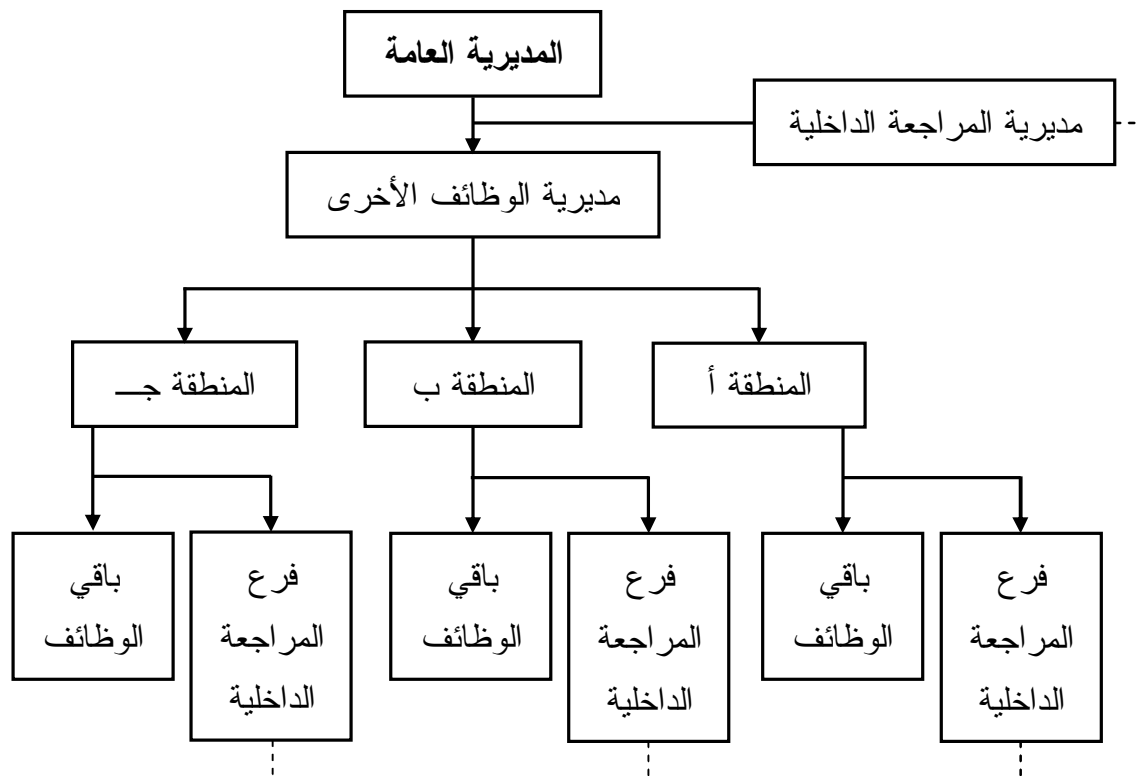 المديرية العامة
مديرية المراجعة الداخلية
مديرية الوظائف الأخرى
المنطقة أ
المنطقة ب
المنطقة جــ
فرع
المراجعة
الداخلية
باقي
الوظائف
فرع
المراجعة
الداخلية
باقي
الوظائف
فرع
المراجعة
الداخلية
باقي
الوظائف